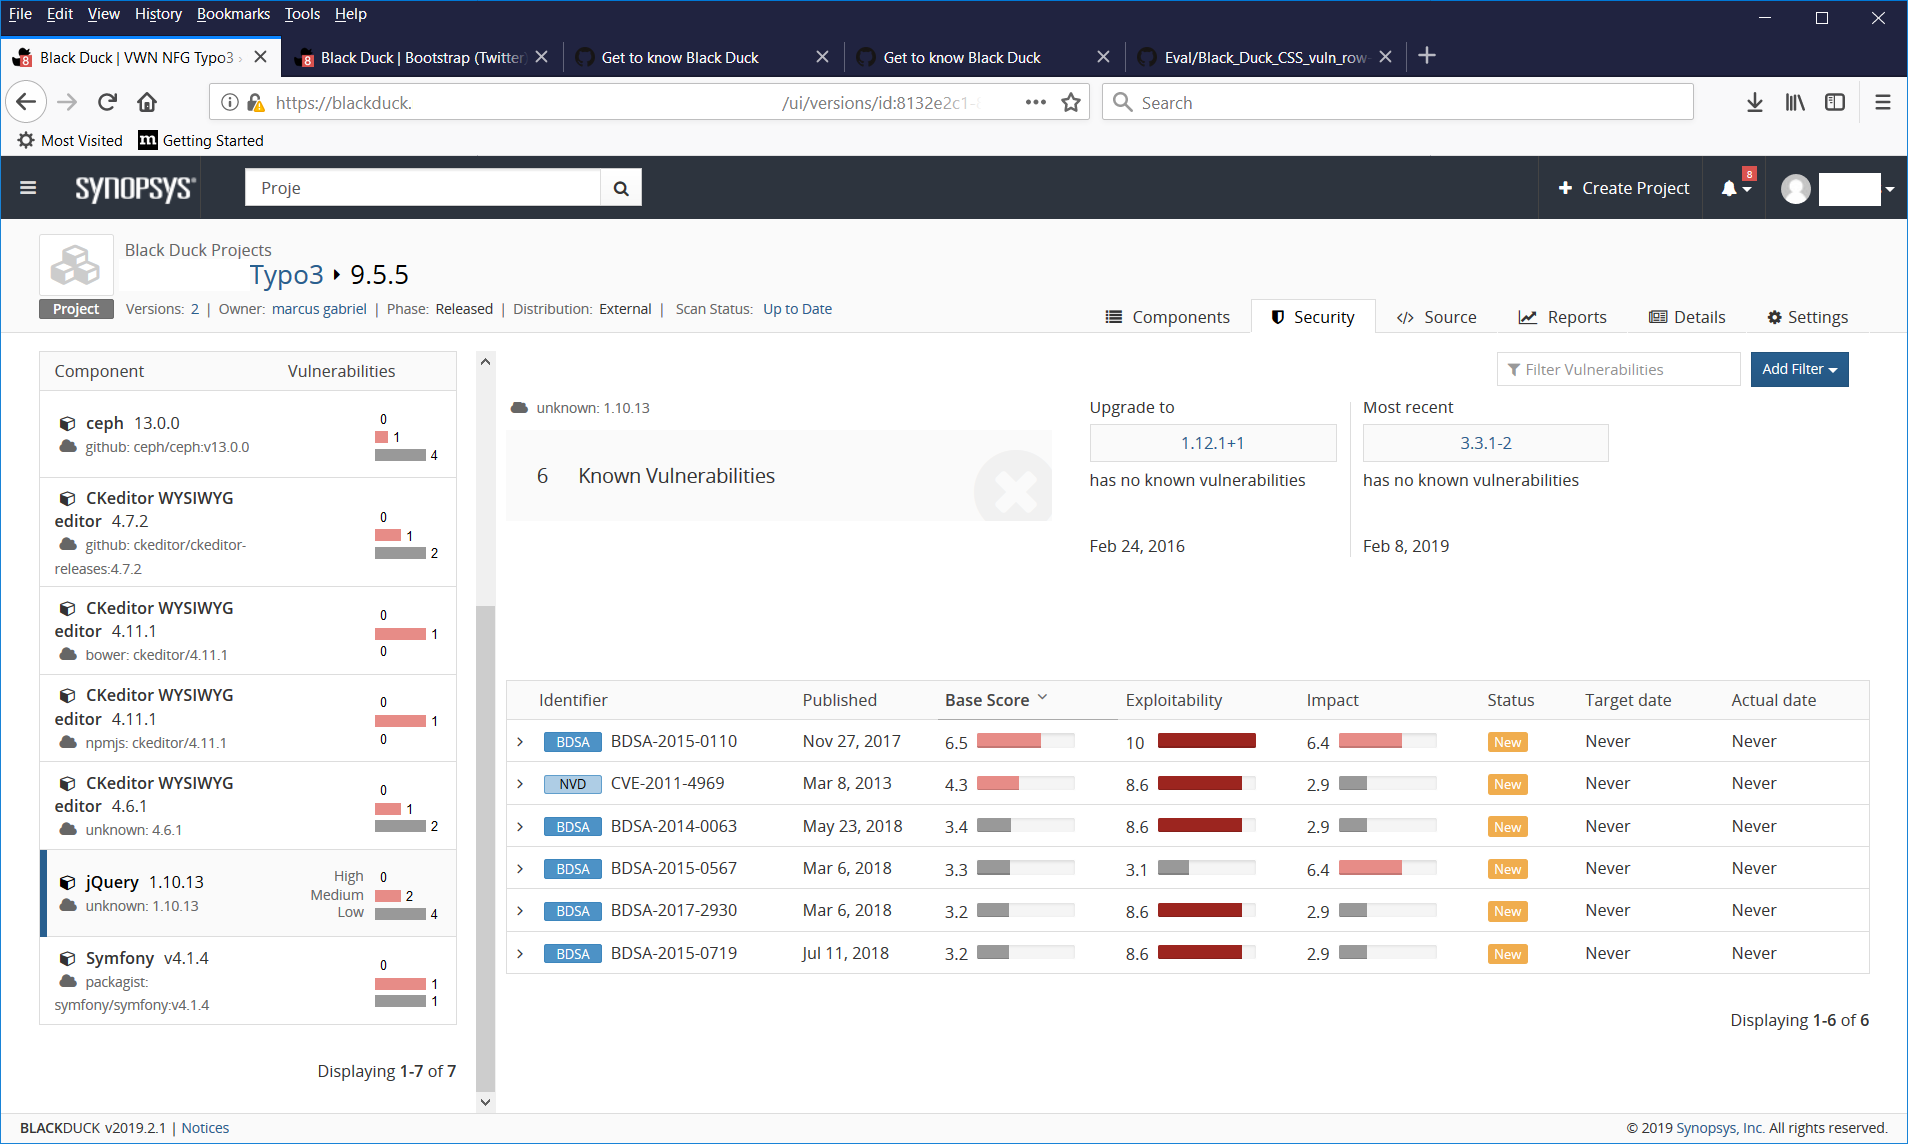 File Edit View History Bookmarks Tools Help
Black Duck | VWN NFG Typo3
Black Duck | Bootstrap (Twitter)
Get to know Black Duck
Get to know Black Duck
Eval/Black_Duck_CSS_vuln_row-
https://blackduck. /ui/versions/id:8132e2c1-
Search
Most Visited
m Getting Started
SYNOPSYS
Proje
Create Project
8
Black Duck Projects
Typo3 9.5.5
Project
Versions: 2 | Owner: marcus gabriel | Phase: Released | Distribution: External | Scan Status: Up to Date
Components Security Source Reports Details Settings
Component Vulnerabilities
ceph 13.0.0
github: ceph/ceph:v13.0.0
0
1
4
CKeditor WYSIWYG
editor 4.7.2
github: ckeditor/ckeditor-
releases:4.7.2
0
1
2
CKeditor WYSIWYG
editor 4.11.1
bower: ckeditor/4.11.1
0
1
0
CKeditor WYSIWYG
editor 4.11.1
npmjs: ckeditor/4.11.1
0
1
0
CKeditor WYSIWYG
editor 4.6.1
unknown: 4.6.1
0
1
2
jQuery 1.10.13
unknown: 1.10.13
High 0
Medium 2
Low 4
Symfony v4.1.4
packagist:
symfony/symfony:v4.1.4
0
1
1
Displaying 1-7 of 7
Filter Vulnerabilities
Add Filter
unknown: 1.10.13
6 Known Vulnerabilities
Upgrade to
1.12.1+1
has no known vulnerabilities
Feb 24, 2016
Most recent
3.3.1-2
has no known vulnerabilities
Feb 8, 2019
Identifier Published Base Score Exploitability Impact Status Target date Actual date
BDSA BDSA-2015-0110 Nov 27, 2017 6.5 10 6.4 New Never Never
NVD CVE-2011-4969 Mar 8, 2013 4.3 8.6 2.9 New Never Never
BDSA BDSA-2014-0063 May 23, 2018 3.4 8.6 2.9 New Never Never
BDSA BDSA-2015-0567 Mar 6, 2018 3.3 3.1 6.4 New Never Never
BDSA BDSA-2017-2930 Mar 6, 2018 3.2 8.6 2.9 New Never Never
BDSA BDSA-2015-0719 Jul 11, 2018 3.2 8.6 2.9 New Never Never
Displaying 1-6 of 6
BLACKDUCK v2019.2.1 | Notices
© 2019 Synopsys, Inc. All rights reserved.